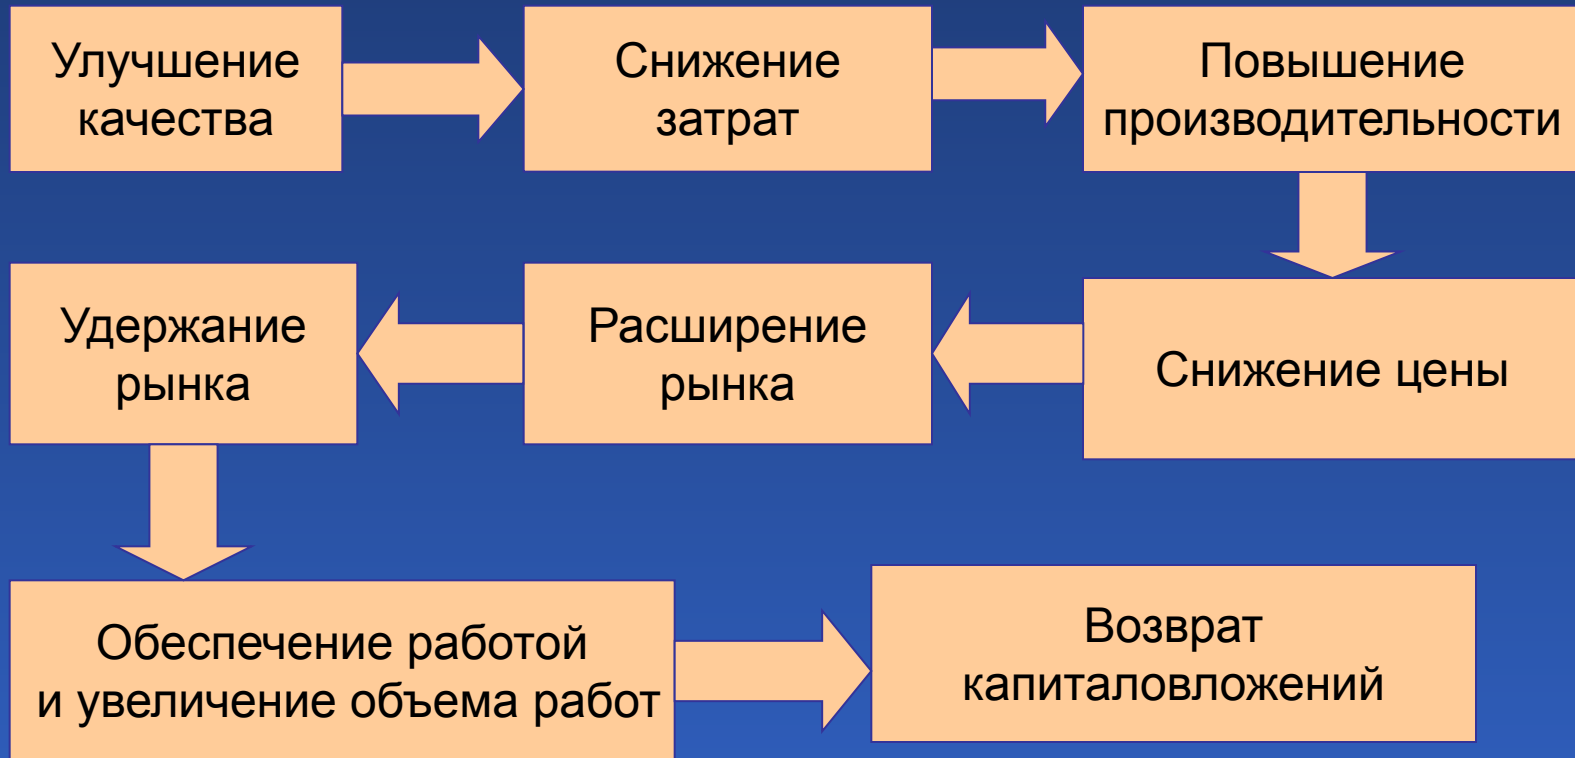 Улучшение
качества
Снижение
затрат
Повышение
производительности
Снижение цены
Расширение
рынка
Удержание
рынка
Обеспечение работой
и увеличение объема работ
Возврат
капиталовложений